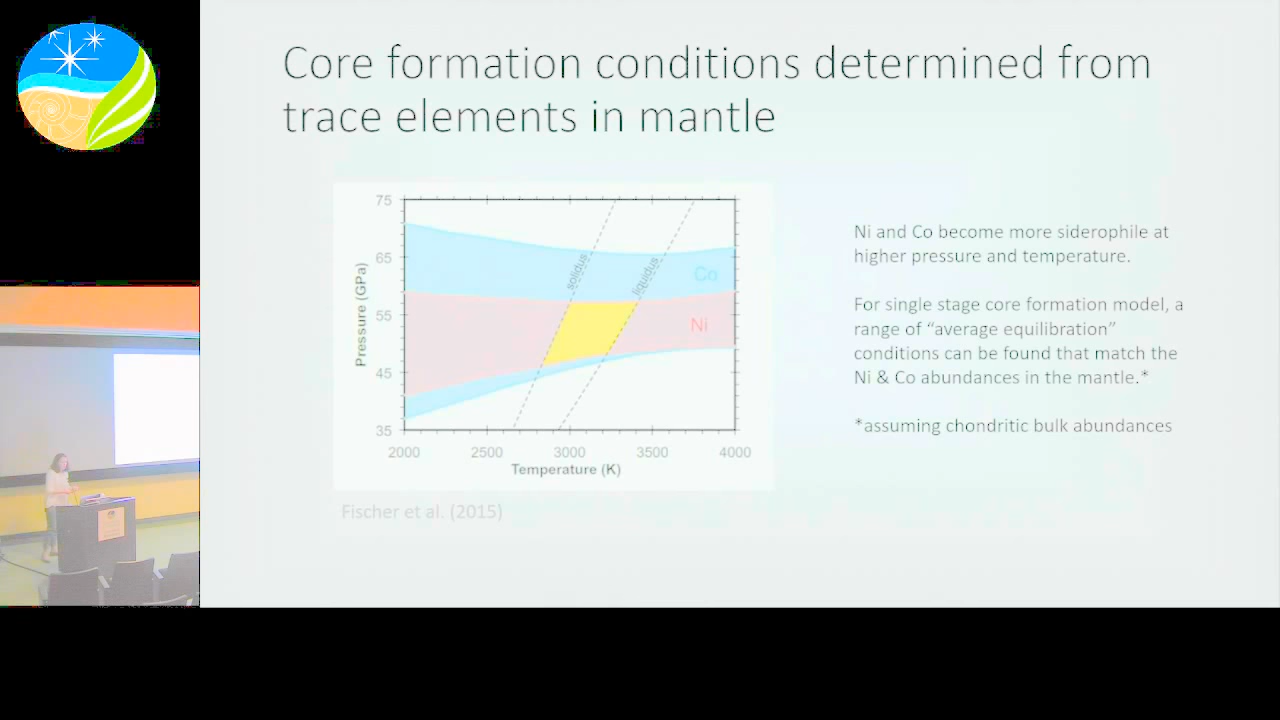 Core formation conditions determined from
trace elements in mantle
75
65
55
45
35
Pressure (GPa)
solidus
liquidus
Co
Ni
2000 2500 3000 3500 4000
Temperature (K)
Fischer et al. (2015)
Ni and Co become more siderophile at
higher pressure and temperature.
For single stage core formation model, a
range of “average equilibration”
conditions can be found that match the
Ni & Co abundances in the mantle.*
*assuming chondritic bulk abundances